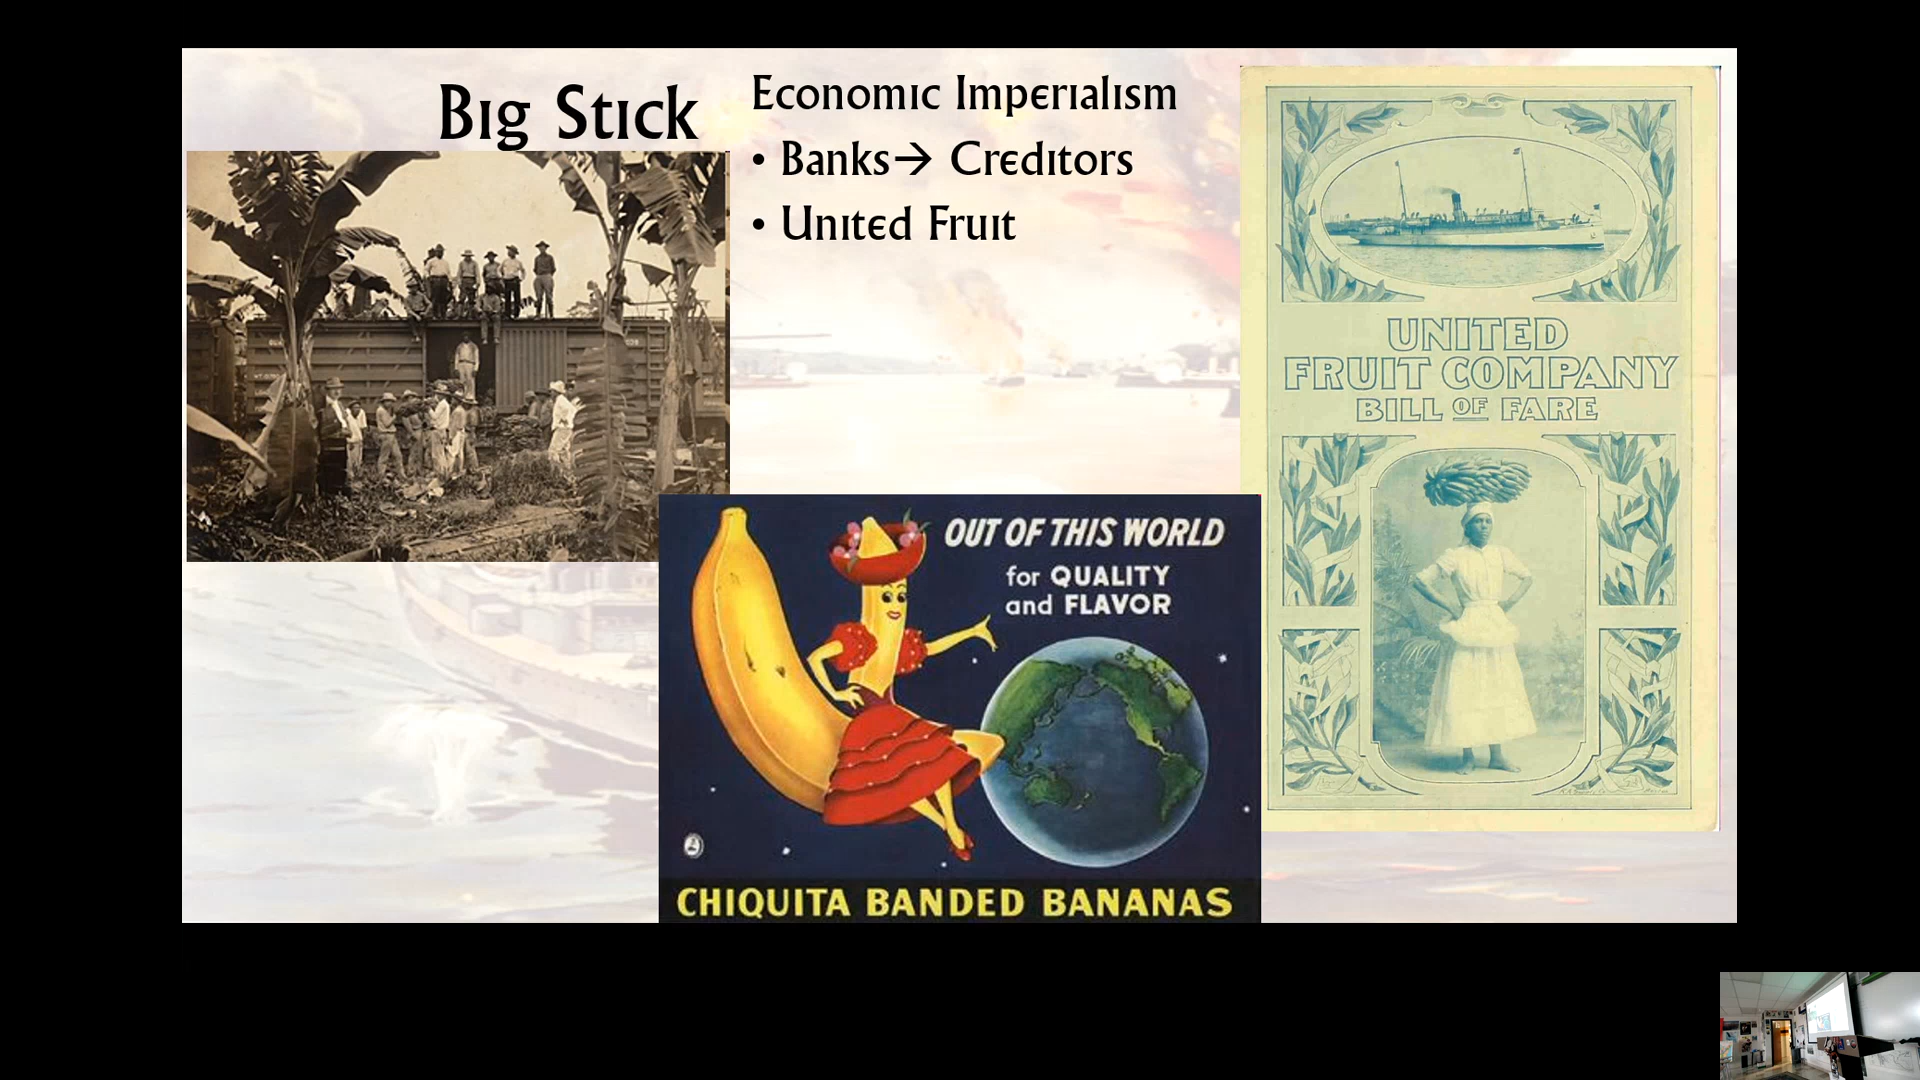 Big Stick
Economic Imperialism
• Banks→ Creditors
• United Fruit
UNITED
FRUIT COMPANY
BILL OF FARE
OUT OF THIS WORLD
for QUALITY
and FLAVOR
CHIQUITA BANDED BANANAS